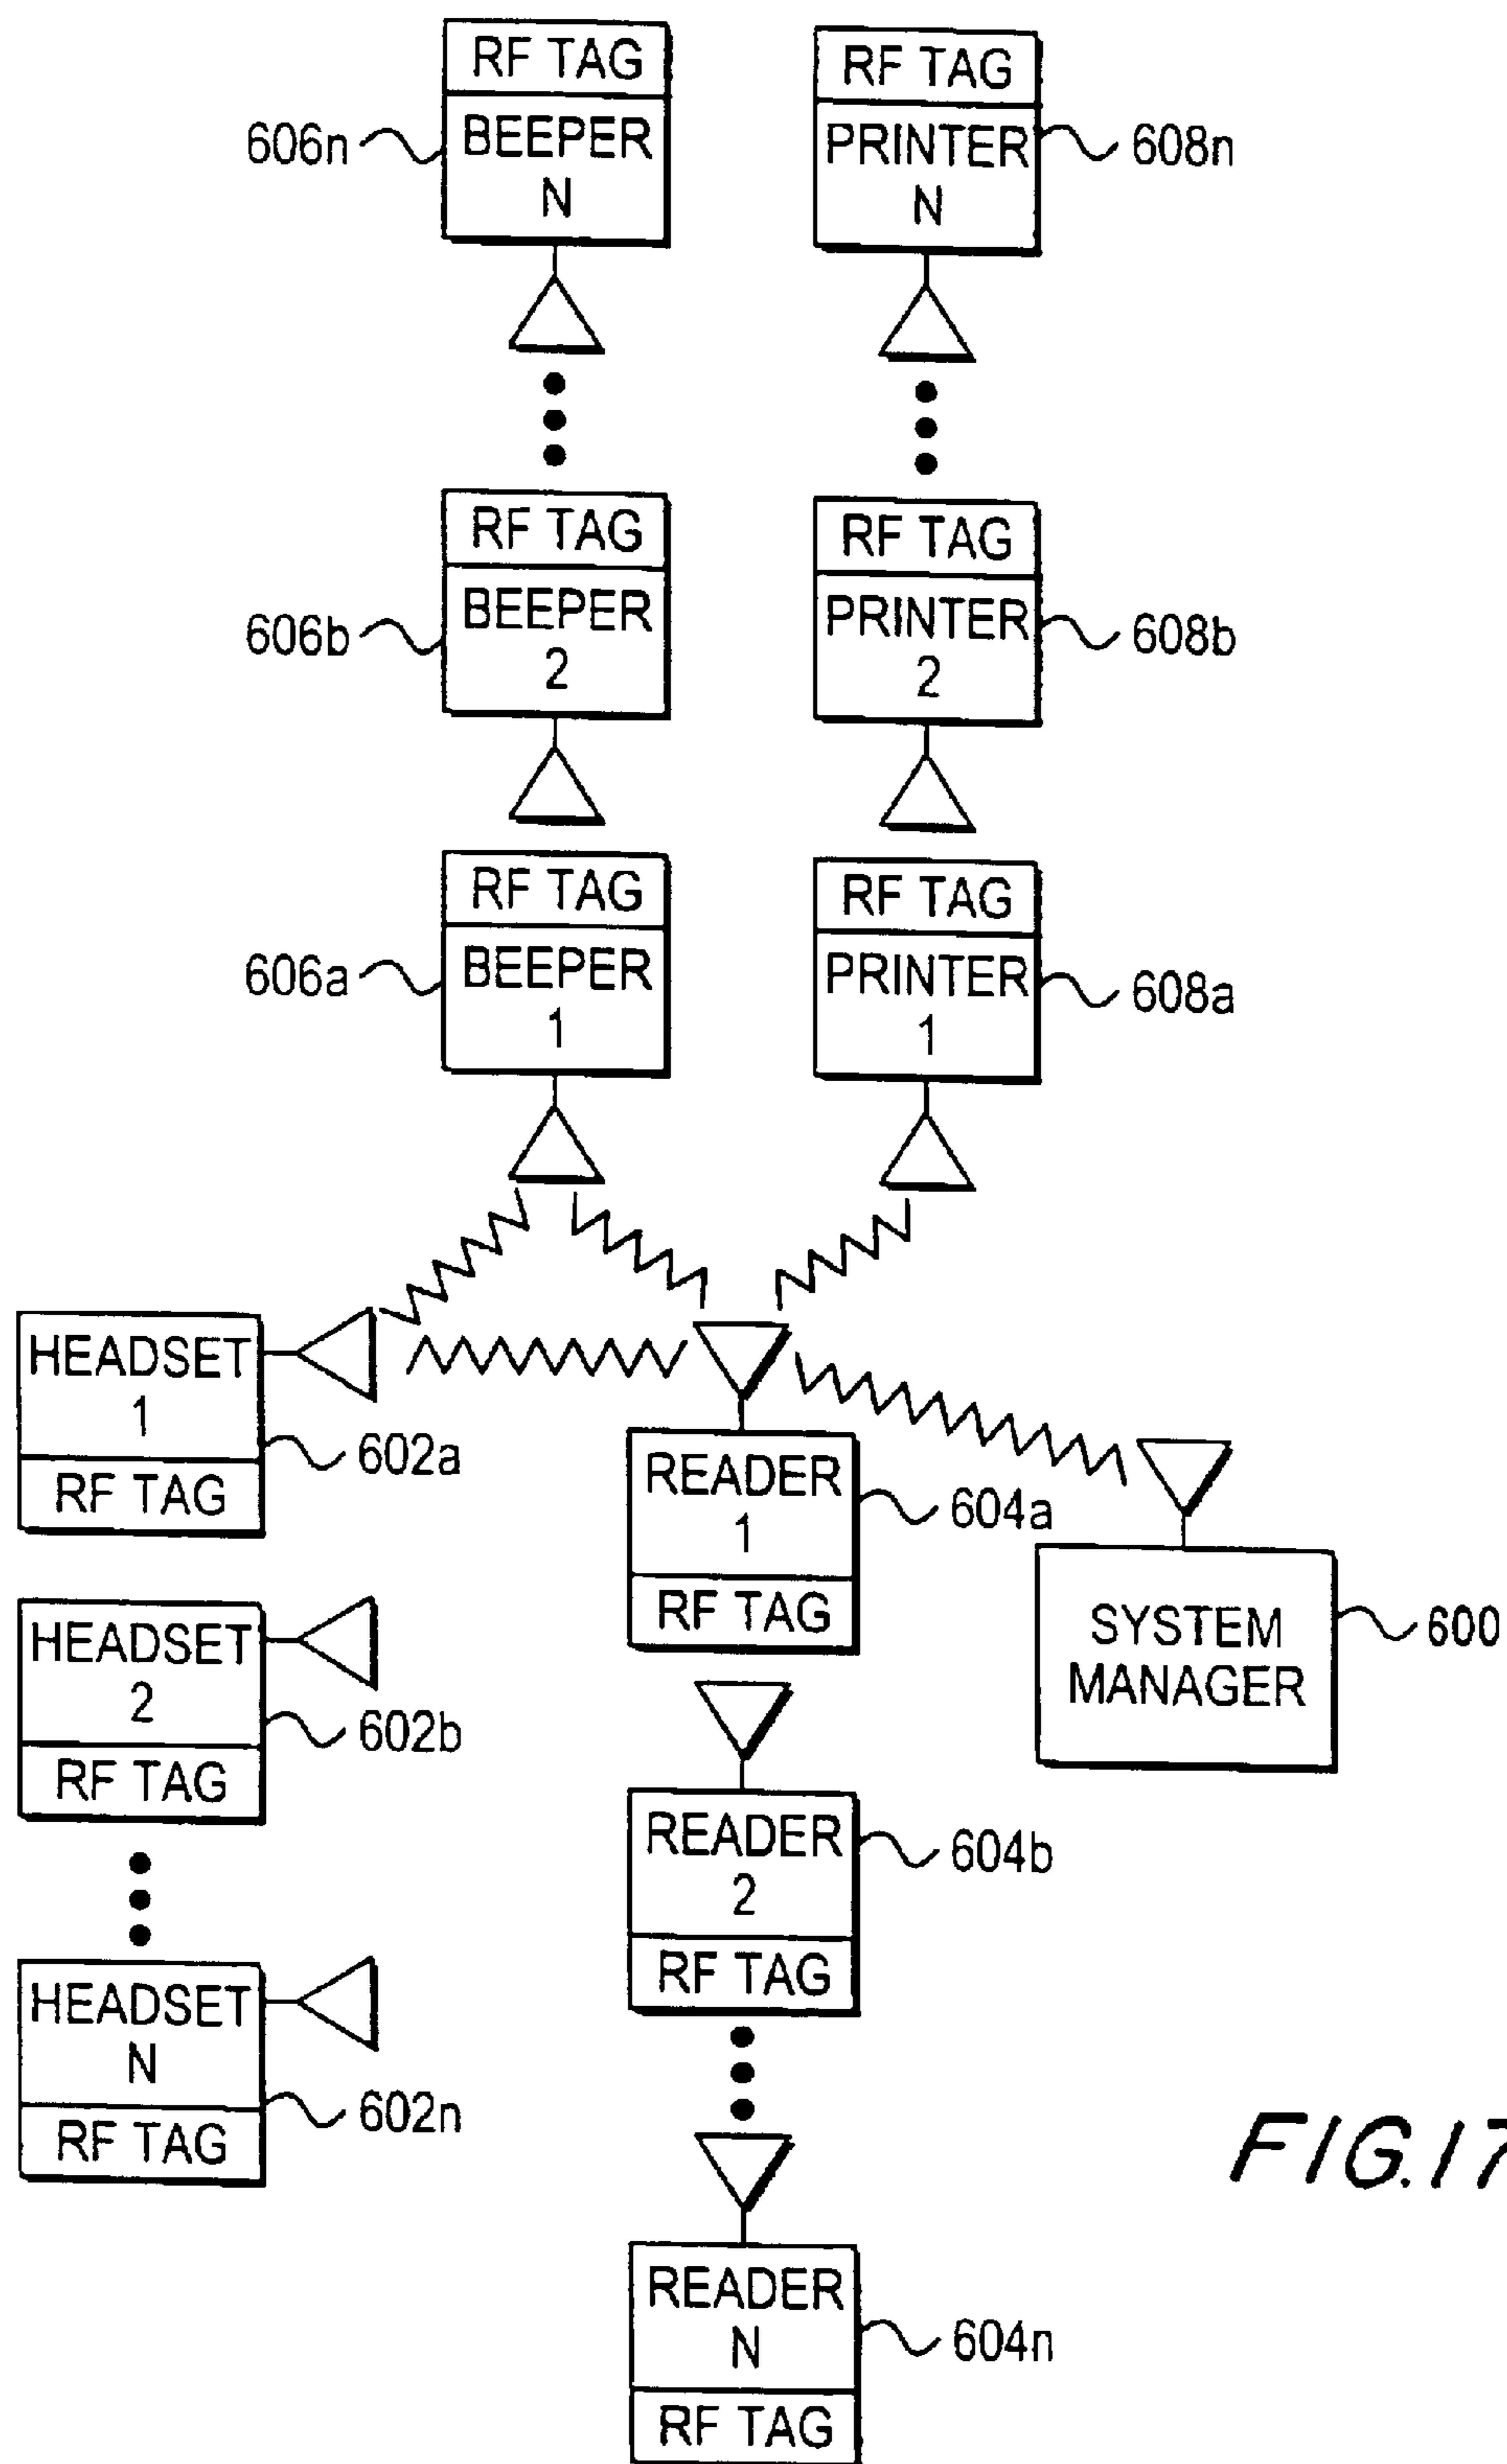 RF TAG
606n
BEEPER
N
RF TAG
PRINTER
N
608n
RF TAG
606b
BEEPER
2
RF TAG
PRINTER
2
608b
RF TAG
606a
BEEPER
1
RF TAG
PRINTER
1
608a
HEADSET
1
602a
RF TAG
READER
1
604a
RF TAG
SYSTEM
MANAGER
600
HEADSET
2
602b
RF TAG
READER
2
604b
RF TAG
HEADSET
N
602n
RF TAG
READER
N
604n
RF TAG
FIG.17